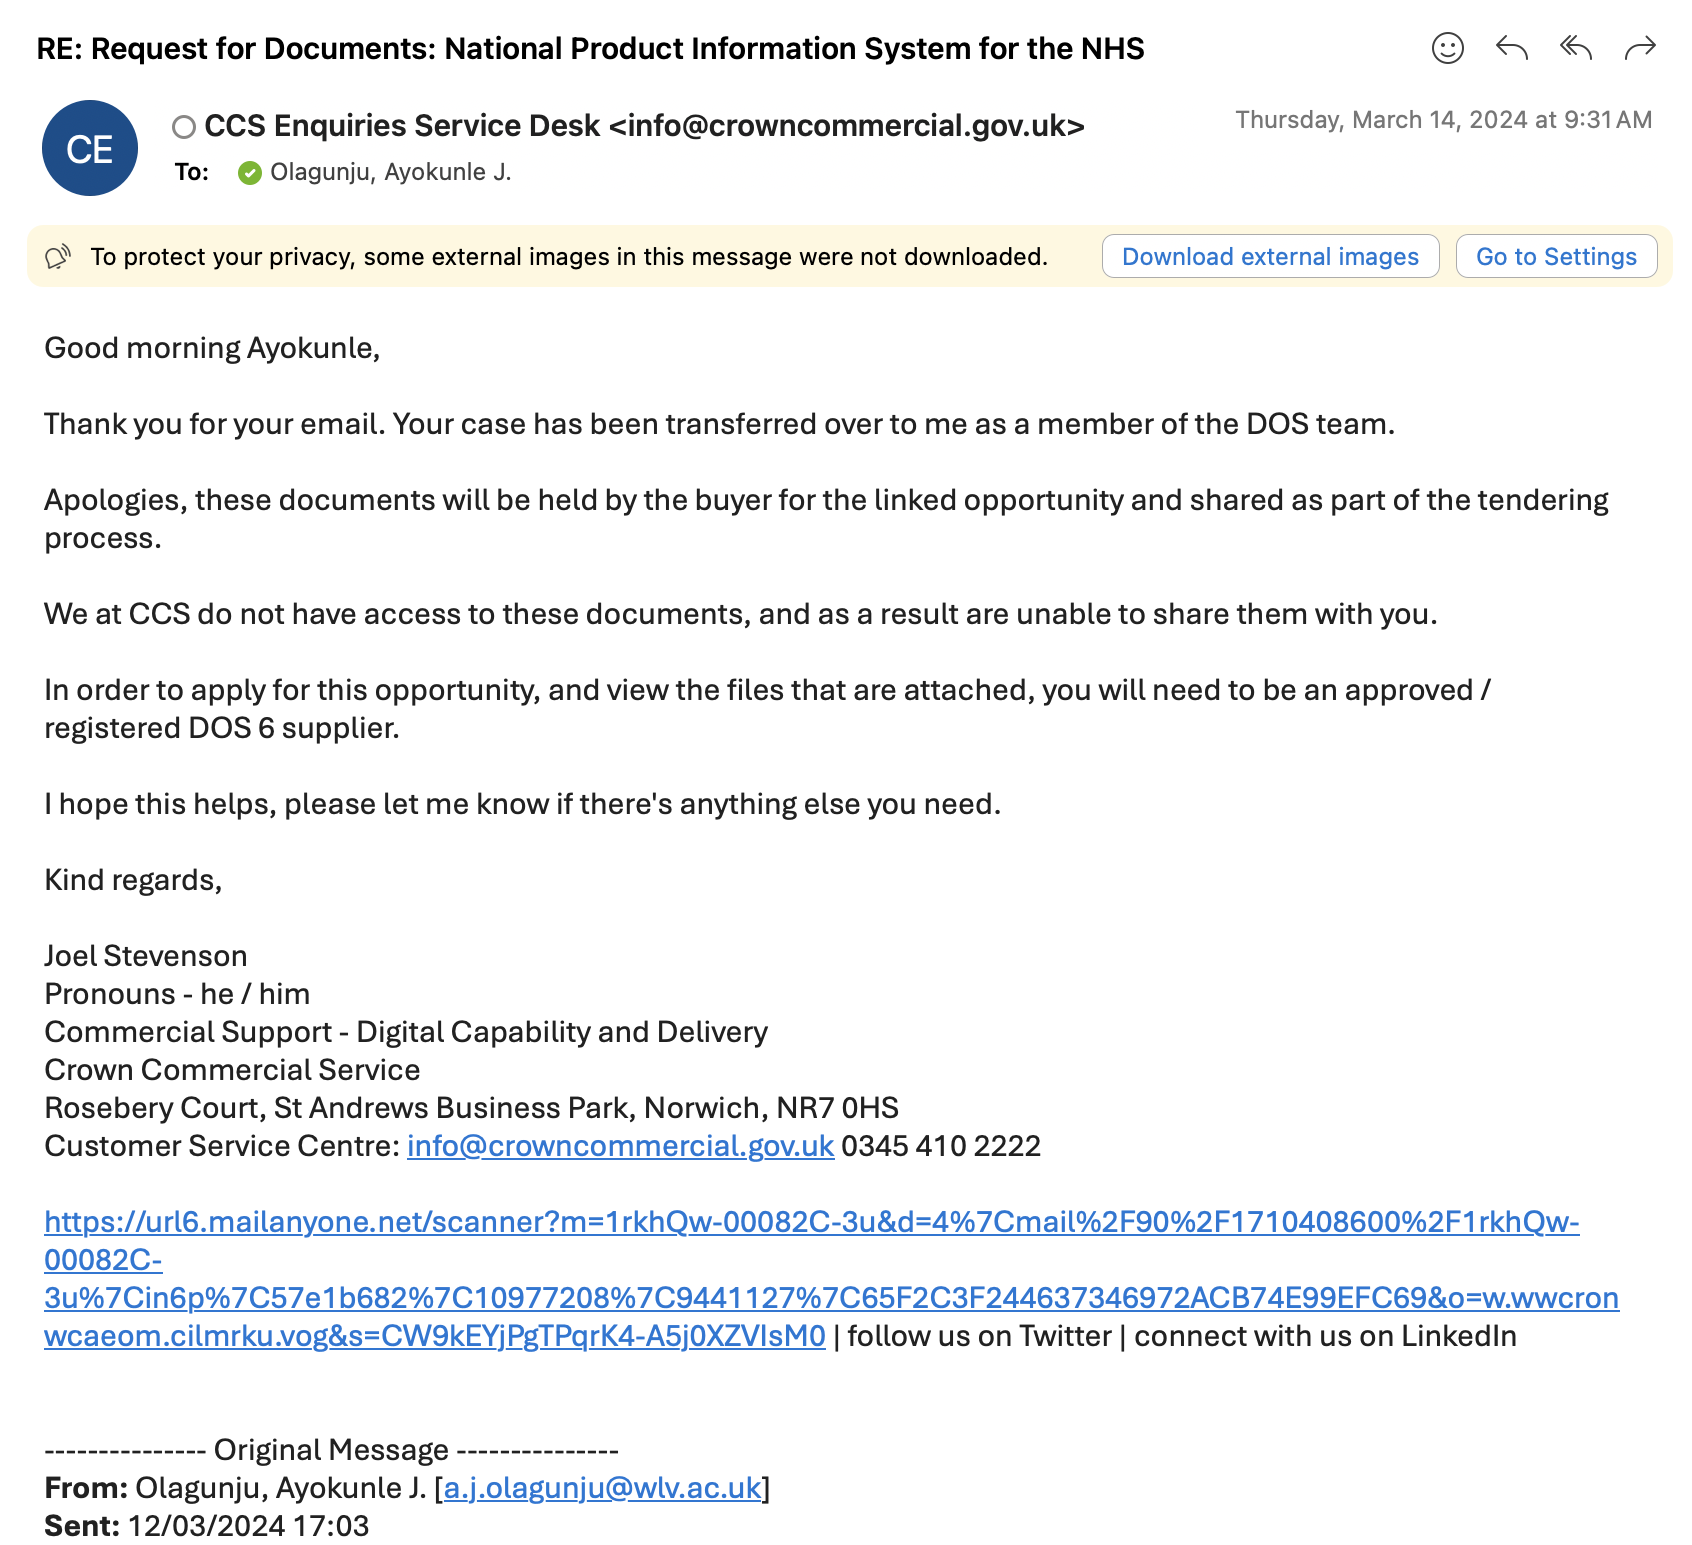 RE: Request for Documents: National Product Information System for the NHS
CE
CCS Enquiries Service Desk <info@crowncommercial.gov.uk>
Thursday, March 14, 2024 at 9:31 AM
To: Olagunju, Ayokunle J.
To protect your privacy, some external images in this message were not downloaded.
Download external images
Go to Settings
Good morning Ayokunle,
Thank you for your email. Your case has been transferred over to me as a member of the DOS team.
Apologies, these documents will be held by the buyer for the linked opportunity and shared as part of the tendering
process.
We at CCS do not have access to these documents, and as a result are unable to share them with you.
In order to apply for this opportunity, and view the files that are attached, you will need to be an approved /
registered DOS 6 supplier.
I hope this helps, please let me know if there's anything else you need.
Kind regards,
Joel Stevenson
Pronouns - he / him
Commercial Support - Digital Capability and Delivery
Crown Commercial Service
Rosebery Court, St Andrews Business Park, Norwich, NR7 0HS
Customer Service Centre: info@crowncommercial.gov.uk 0345 410 2222
https://url6.mailanyone.net/scanner?m=1rkhQw-00082C-3u&d=4%7Cmail%2F90%2F1710408600%2F1rkhQw-
00082C-
3u%7Cin6p%7C57e1b682%7C10977208%7C9441127%7C65F2C3F244637346972ACB74E99EFC69&o=w.wwcron
wcaeom.cilmrku.vog&s=CW9kEYjPgTPqrK4-A5j0XZVIsM0 | follow us on Twitter | connect with us on LinkedIn
--------------- Original Message ---------------
From: Olagunju, Ayokunle J. [a.j.olagunju@wlv.ac.uk]
Sent: 12/03/2024 17:03